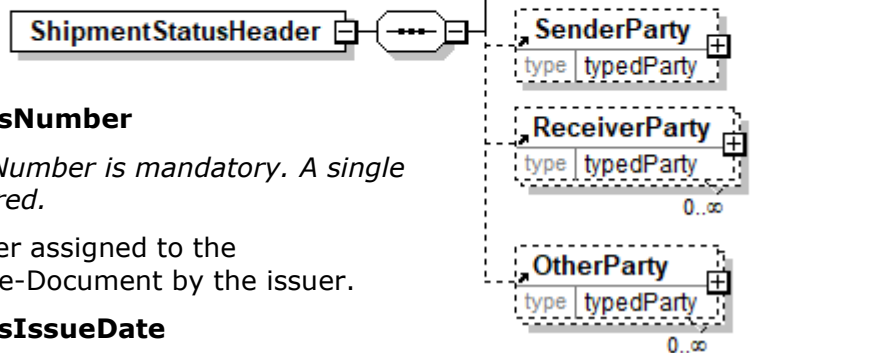 ShipmentStatusHeader
sNumber
Number is mandatory. A single
red.
er assigned to the
e-Document by the issuer.
sIssueDate
SenderParty
type typedParty
ReceiverParty
type typedParty
0..∞
OtherParty
type typedParty
0..∞